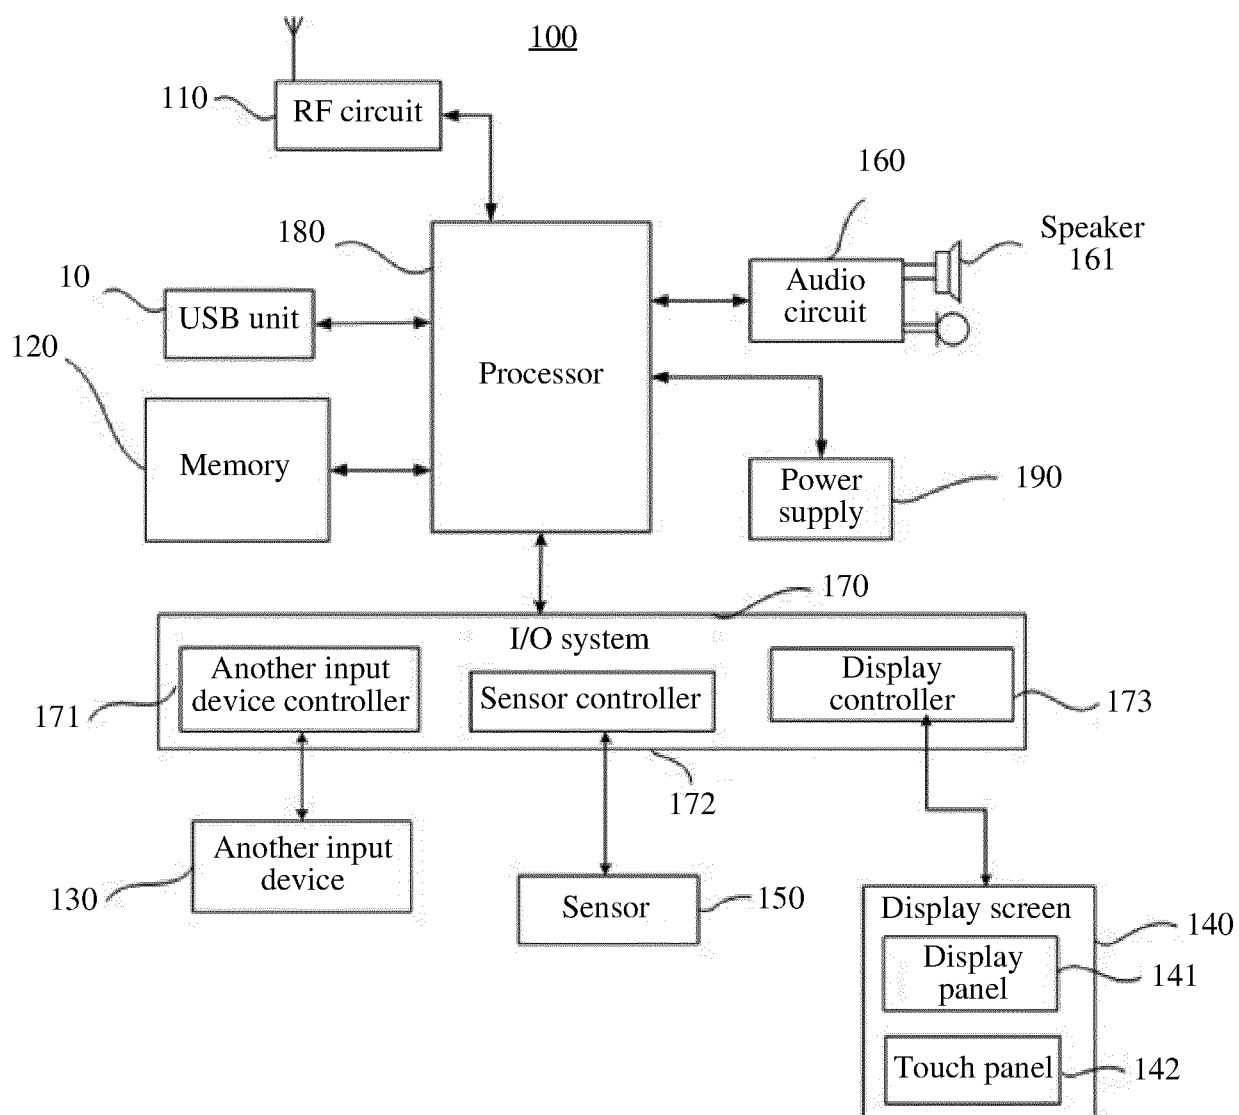 100
110
RF circuit
160
180
Speaker
161
10
USB unit
Audio
circuit
120
Processor
Memory
Power
supply
190
170
I/O system
171
Another input
device controller
Sensor controller
Display
controller
173
172
130
Another input
device
Sensor
150
Display screen
140
Display
panel
141
Touch panel
142